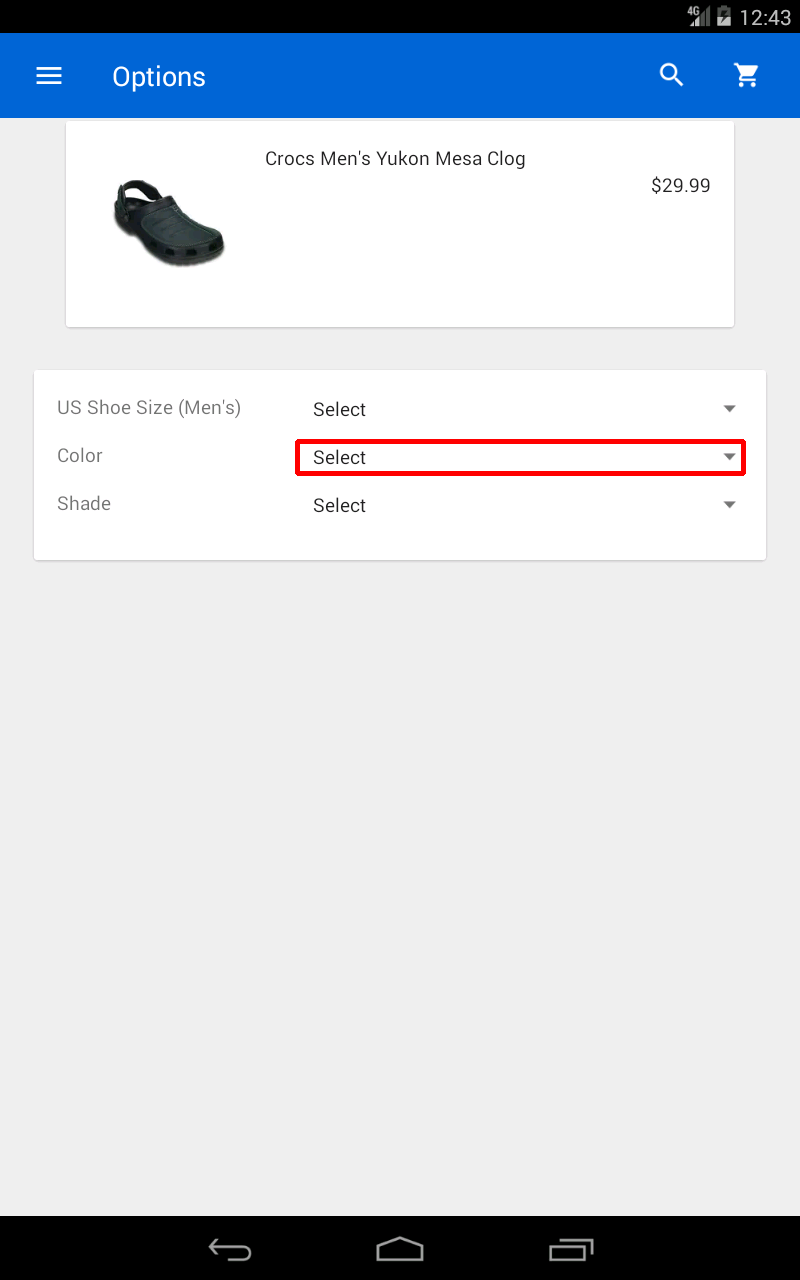 4G 12:43
Options
Crocs Men's Yukon Mesa Clog
$29.99
US Shoe Size (Men's) Select
Color Select
Shade Select